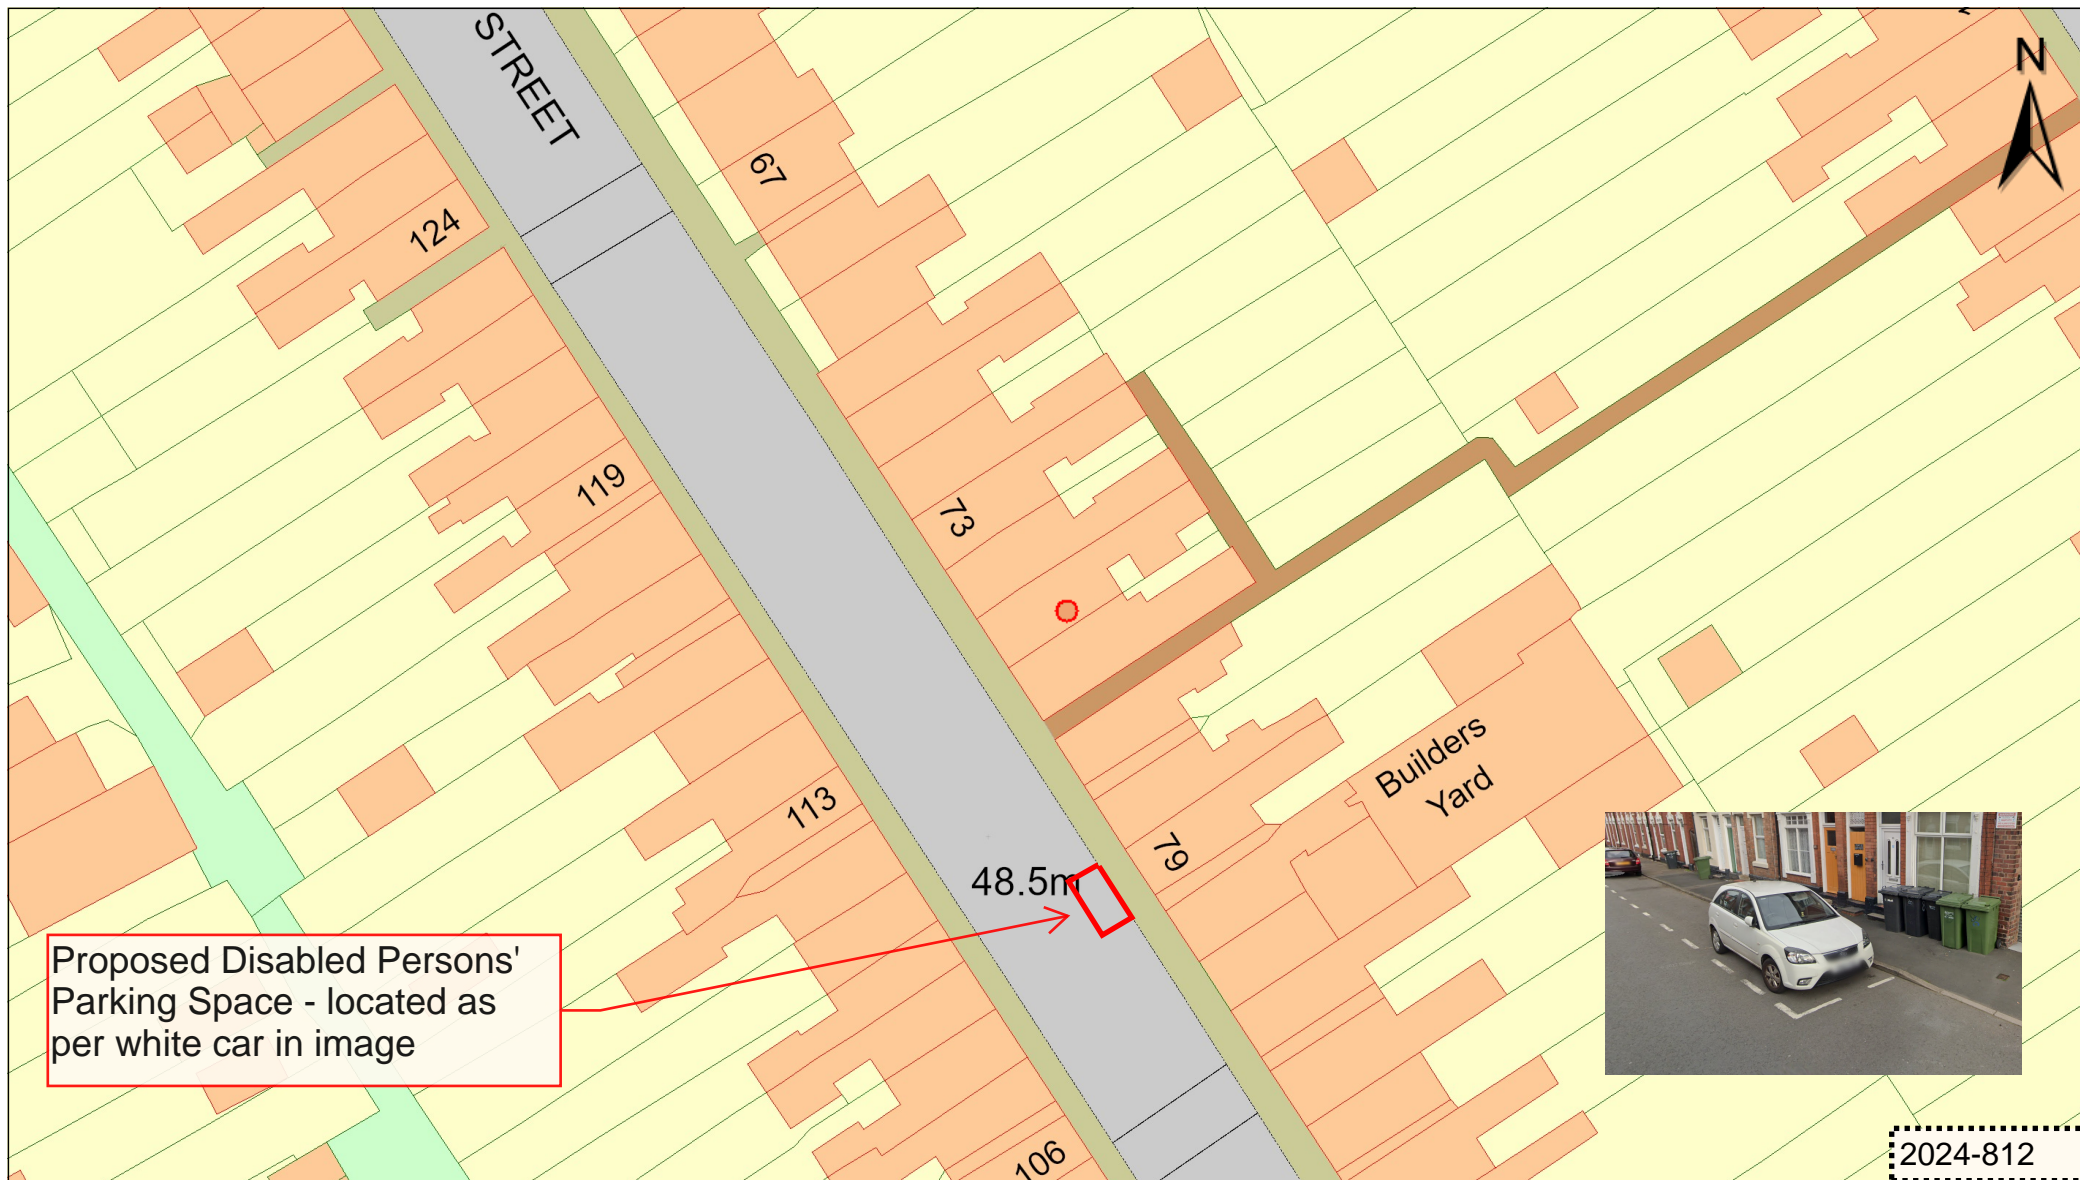 STREET
N
67
124
119
73
113
79
Builders
Yard
48.5m
Proposed Disabled Persons'
Parking Space - located as
per white car in image
106
2024-812